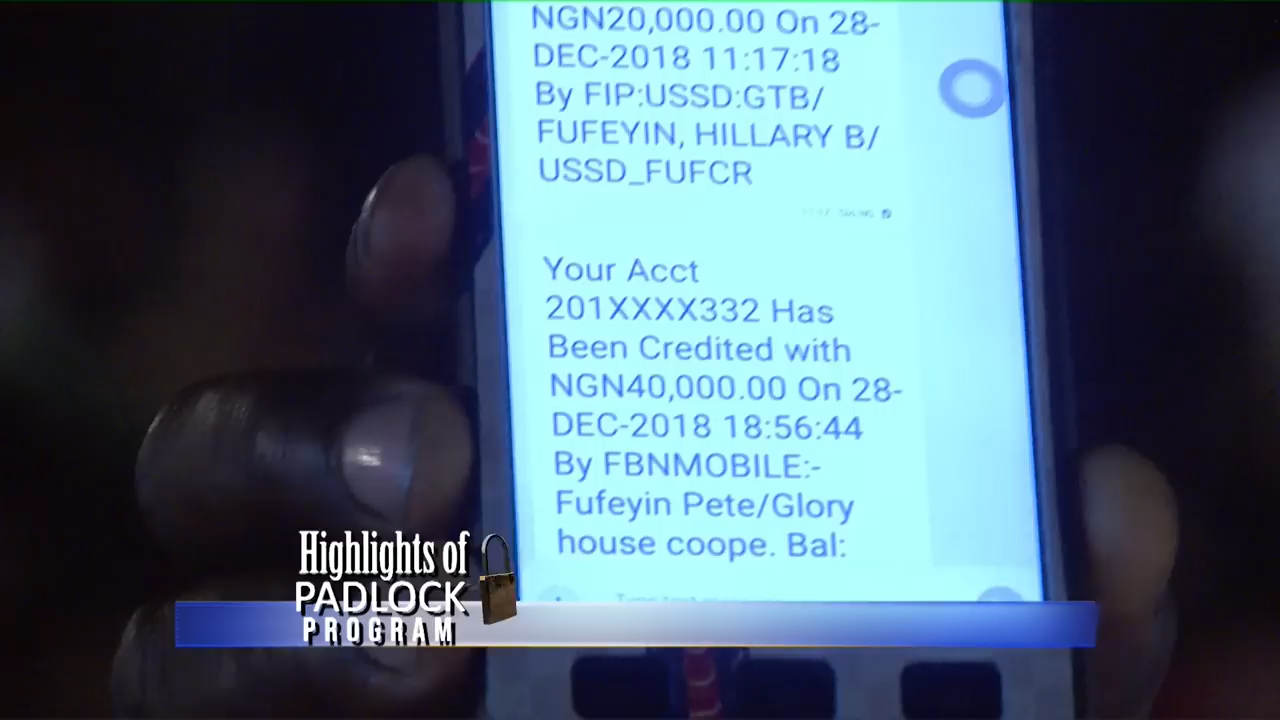 NGN20,000.00 On 28-
DEC-2018 11:17:18
By FIP:USSD:GTB/
FUFEYIN, HILLARY B/
USSD_FUFCR
Your Acct
201XXXX332 Has
Been Credited with
NGN40,000.00 On 28-
DEC-2018 18:56:44
By FBNMOBILE:-
Fufeyin Pete/Glory
house coope. Bal:
Highlights of
PADLOCK
PROGRAM